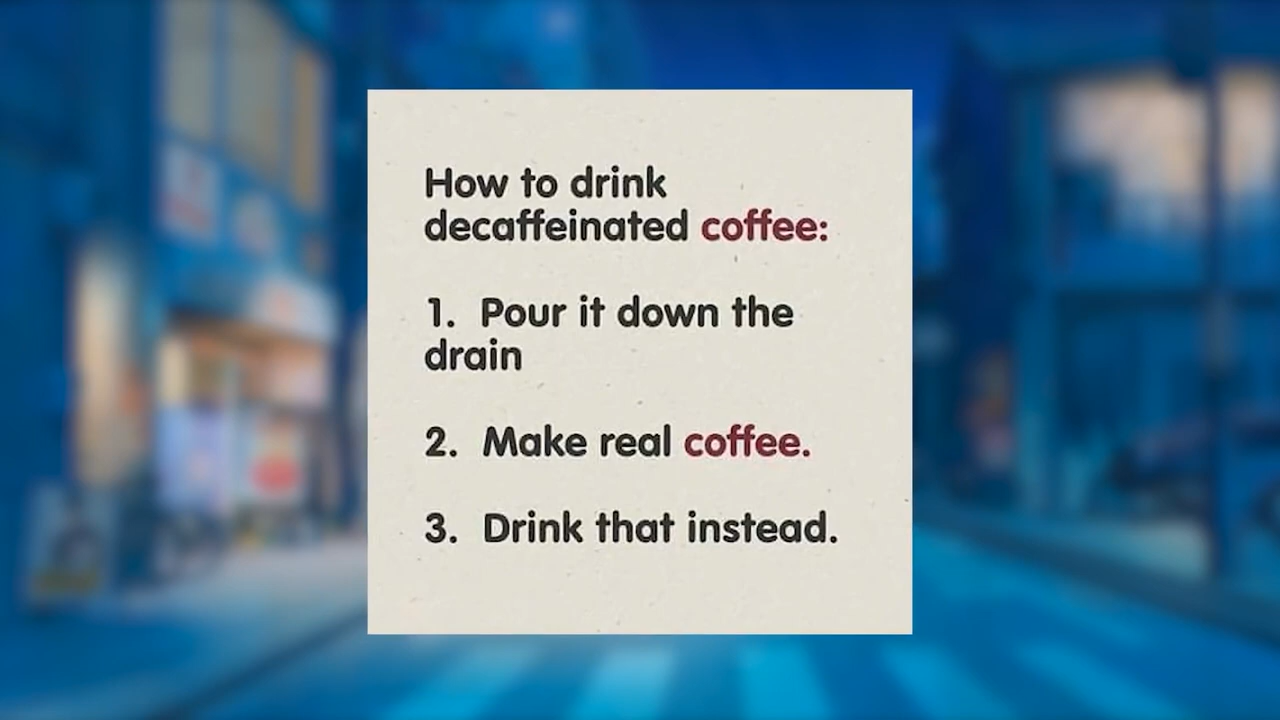 How to drink
decaffeinated coffee:
1. Pour it down the
drain
2. Make real coffee.
3. Drink that instead.